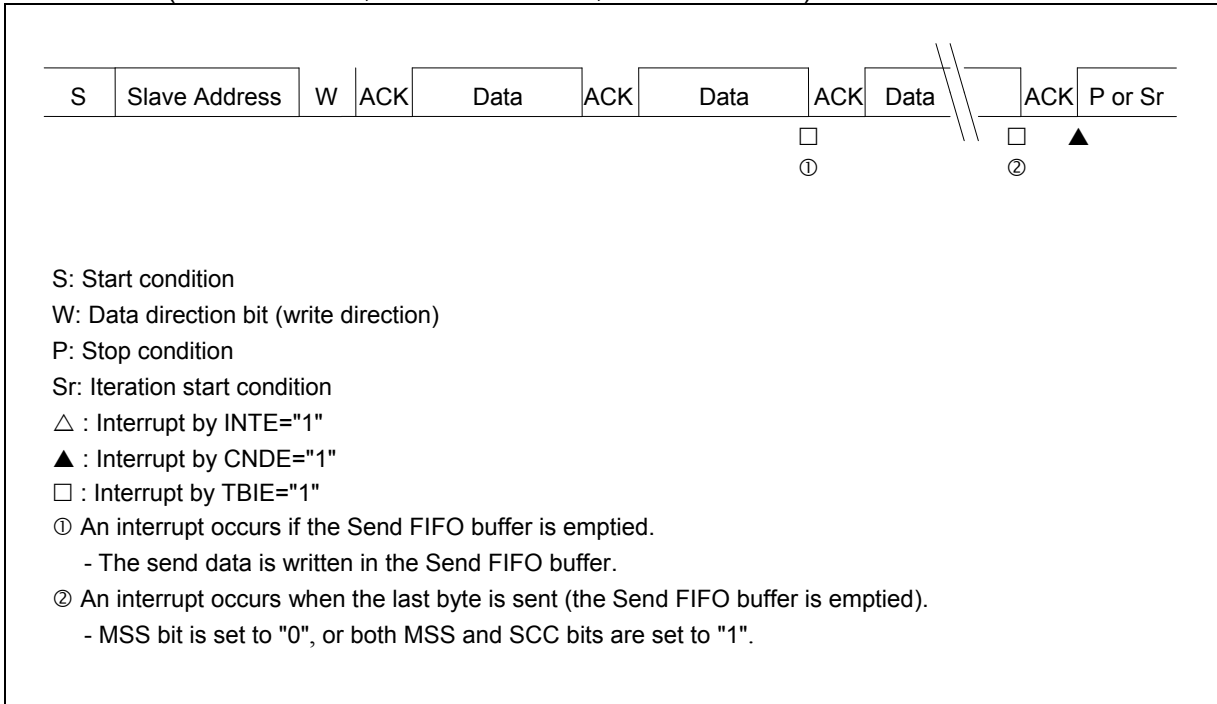 S Slave Address W ACK Data ACK Data ACK Data ACK P or Sr
□ □ ▲
① ②
S: Start condition
W: Data direction bit (write direction)
P: Stop condition
Sr: Iteration start condition
△ : Interrupt by INTE="1"
▲ : Interrupt by CNDE="1"
□ : Interrupt by TBIE="1"
① An interrupt occurs if the Send FIFO buffer is emptied.
- The send data is written in the Send FIFO buffer.
② An interrupt occurs when the last byte is sent (the Send FIFO buffer is emptied).
- MSS bit is set to "0", or both MSS and SCC bits are set to "1".